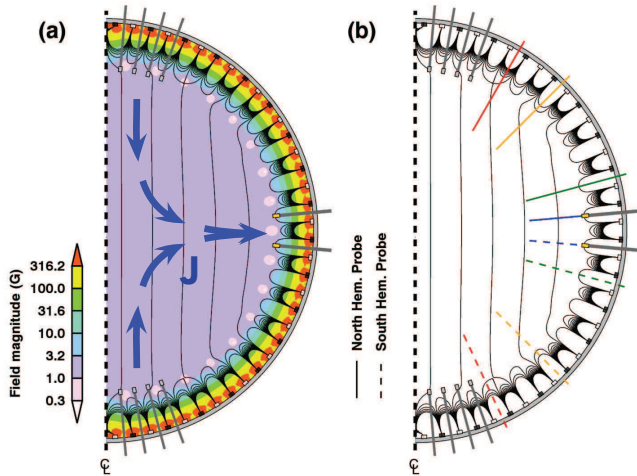 (a)
(b)
J
Field magnitude (G)
316.2
100.0
31.6
10.0
3.2
1.0
0.3
North Hem. Probe
South Hem. Probe
℄
℄